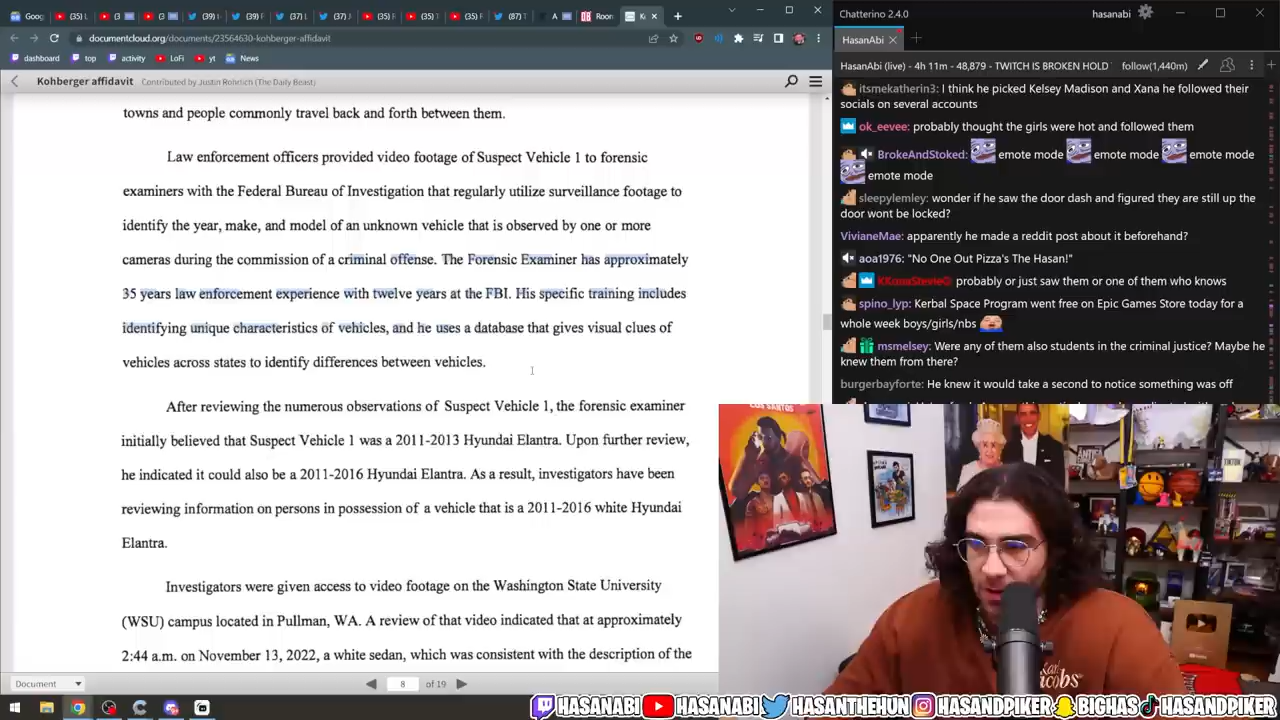 Goog
(39)
(39)
(37)
(37)
(35)
(35)
(35)
(87)
A
Roon
Chatterino 2.4.0
hasanabi
documentcloud.org/documents/23564630-kohberger-affidavit
HasanAbi
dashboard
top
activity
LoFi
yt
News
HasanAbi (live) - 4h 11m - 48,879 - TWITCH IS BROKEN HOLD
follow(1,440m)
Kohberger affidavit
Contributed by Justin Rohrlich (The Daily Beast)
towns and people commonly travel back and forth between them.
Law enforcement officers provided video footage of Suspect Vehicle 1 to forensic
examiners with the Federal Bureau of Investigation that regularly utilize surveillance footage to
identify the year, make, and model of an unknown vehicle that is observed by one or more
cameras during the commission of a criminal offense. The Forensic Examiner has approximately
35 years law enforcement experience with twelve years at the FBI. His specific training includes
identifying unique characteristics of vehicles, and he uses a database that gives visual clues of
vehicles across states to identify differences between vehicles.
After reviewing the numerous observations of Suspect Vehicle 1, the forensic examiner
initially believed that Suspect Vehicle 1 was a 2011-2013 Hyundai Elantra. Upon further review,
he indicated it could also be a 2011-2016 Hyundai Elantra. As a result, investigators have been
reviewing information on persons in possession of a vehicle that is a 2011-2016 white Hyundai
Elantra.
Investigators were given access to video footage on the Washington State University
(WSU) campus located in Pullman, WA. A review of that video indicated that at approximately
2:44 a.m. on November 13, 2022, a white sedan, which was consistent with the description of the
Document
8
of 19
itsmekatherin3: I think he picked Kelsey Madison and Xana he followed their
socials on several accounts
ok_eevee: probably thought the girls were hot and followed them
BrokeAndStoked: emote mode emote mode emote mode
emote mode
sleepylemley: wonder if he saw the door dash and figured they are still up the
door wont be locked?
VivianeMae: apparently he made a reddit post about it beforehand?
aoa1976: "No One Out Pizza's The Hasan!"
KKonaStevieG: probably or just saw them or one of them who knows
spino_lyp: Kerbal Space Program went free on Epic Games Store today for a
whole week boys/girls/nbs
msmelsey: Were any of them also students in the criminal justice? Maybe he
knew them from there?
burgerbayforte: He knew it would take a second to notice something was off
LOS SANTOS
HASANABI
HASANABI
HASANTHEHUN
HASANDPIKER
BIGHAS
HASANDPIKER